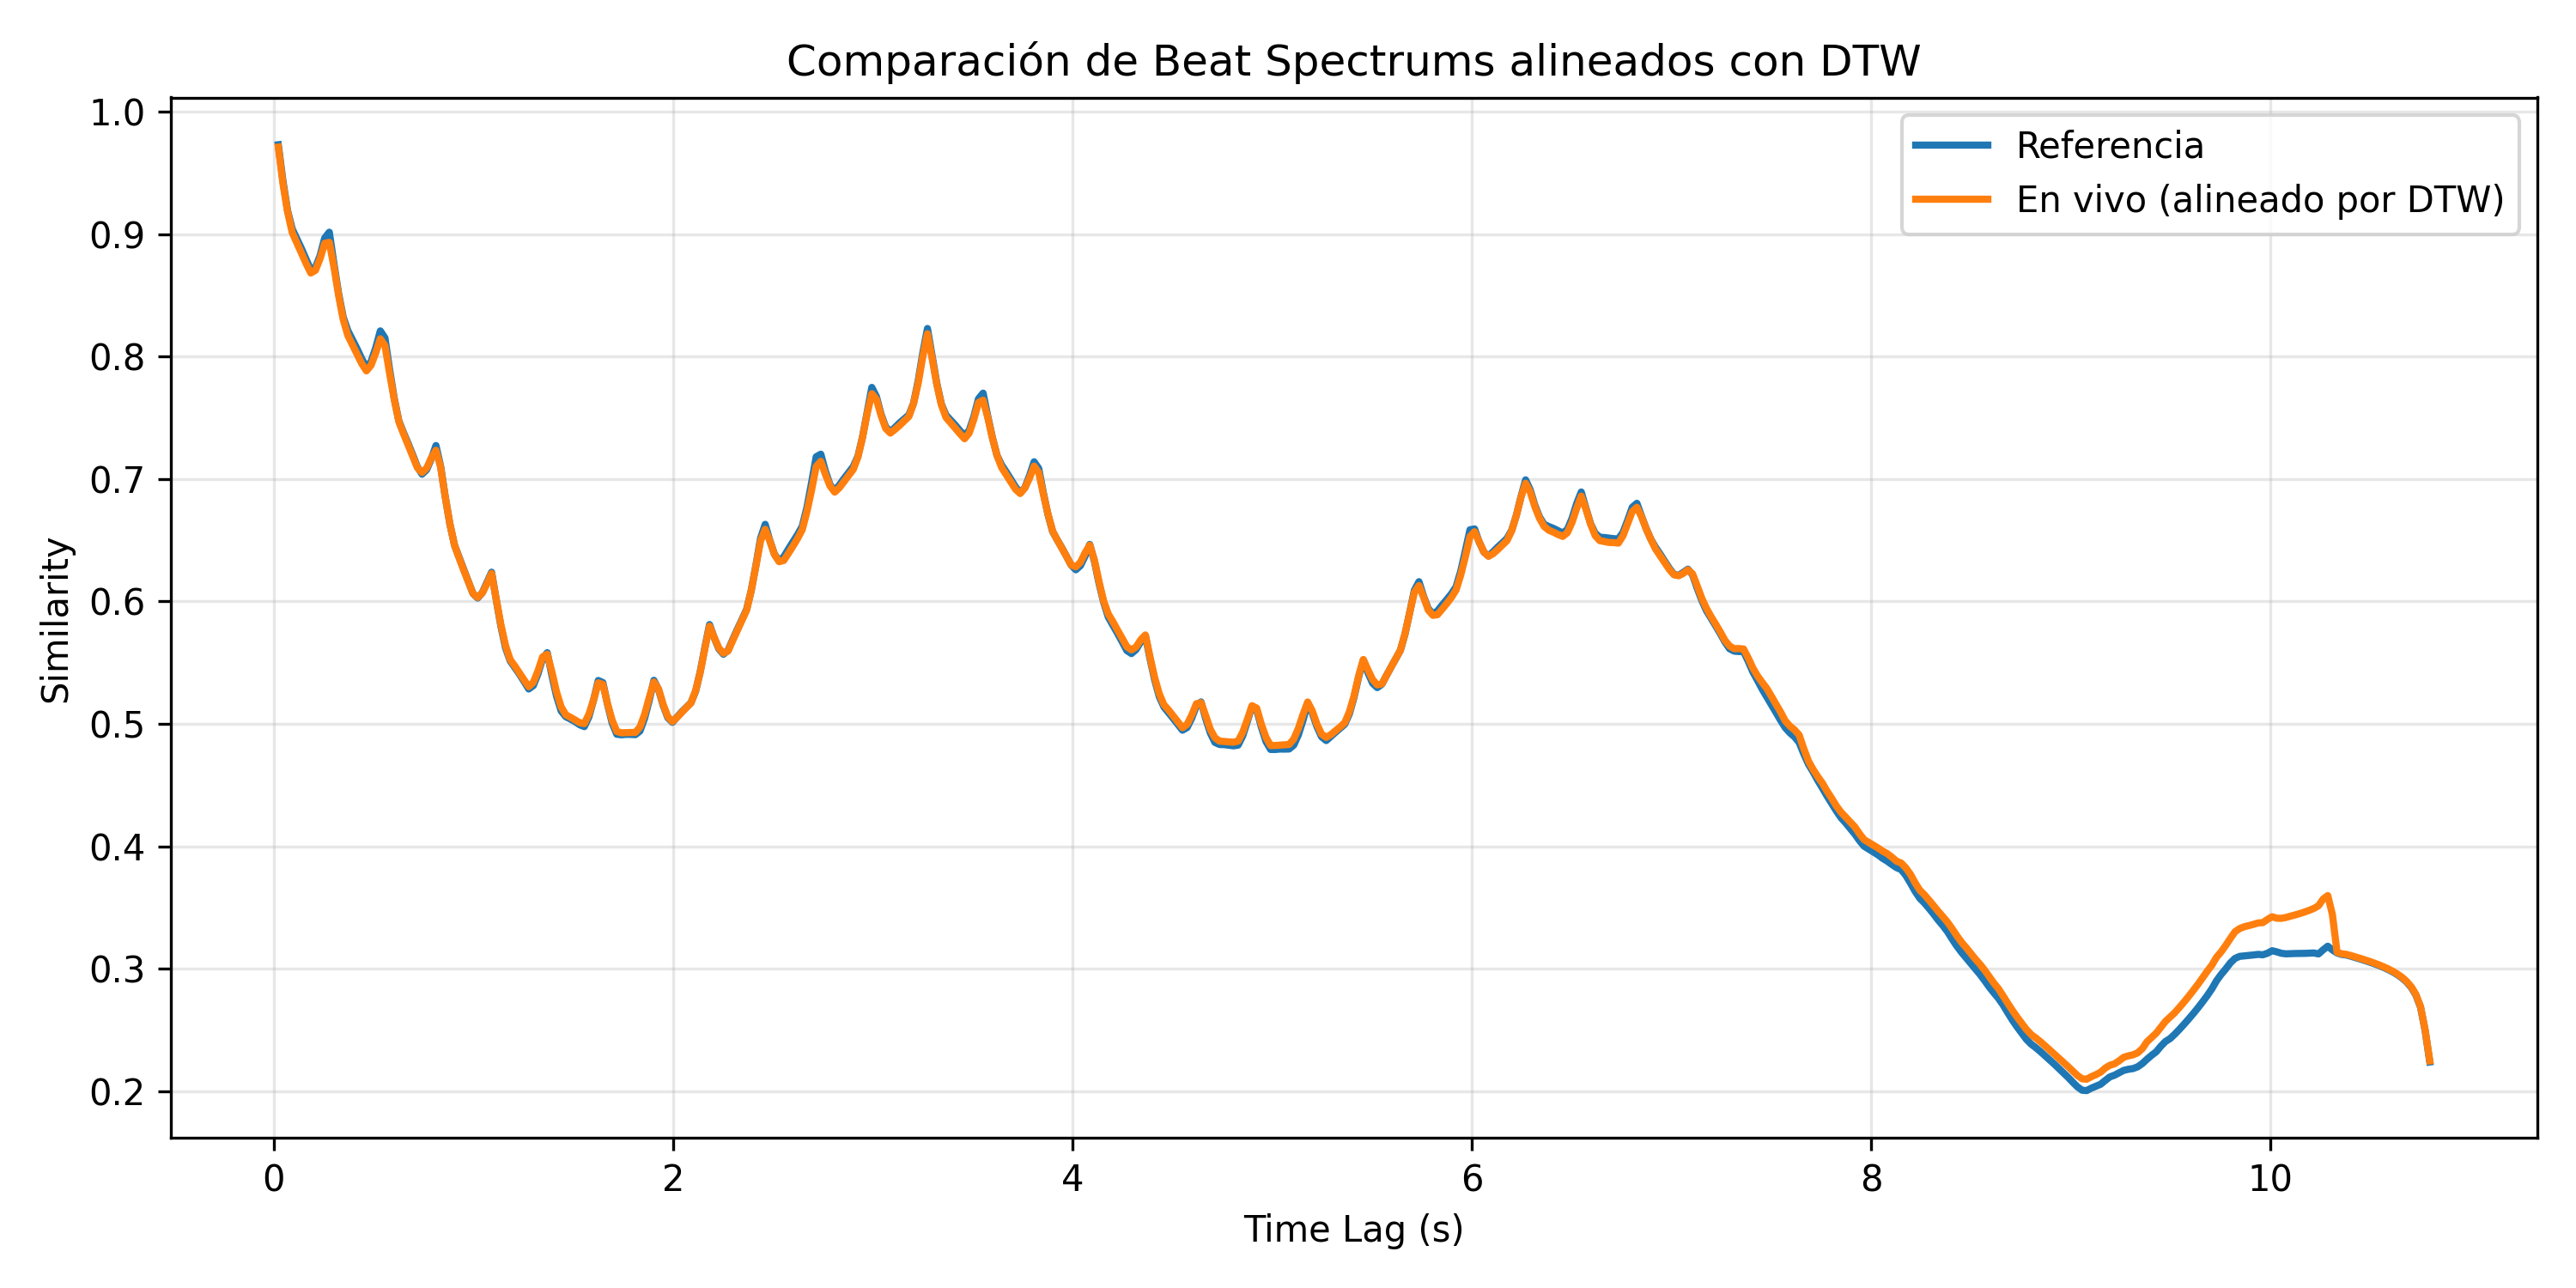 Comparación de Beat Spectrums alineados con DTW
Referencia
En vivo (alineado por DTW)
Similarity
1.0
0.9
0.8
0.7
0.6
0.5
0.4
0.3
0.2
0 2 4 6 8 10
Time Lag (s)